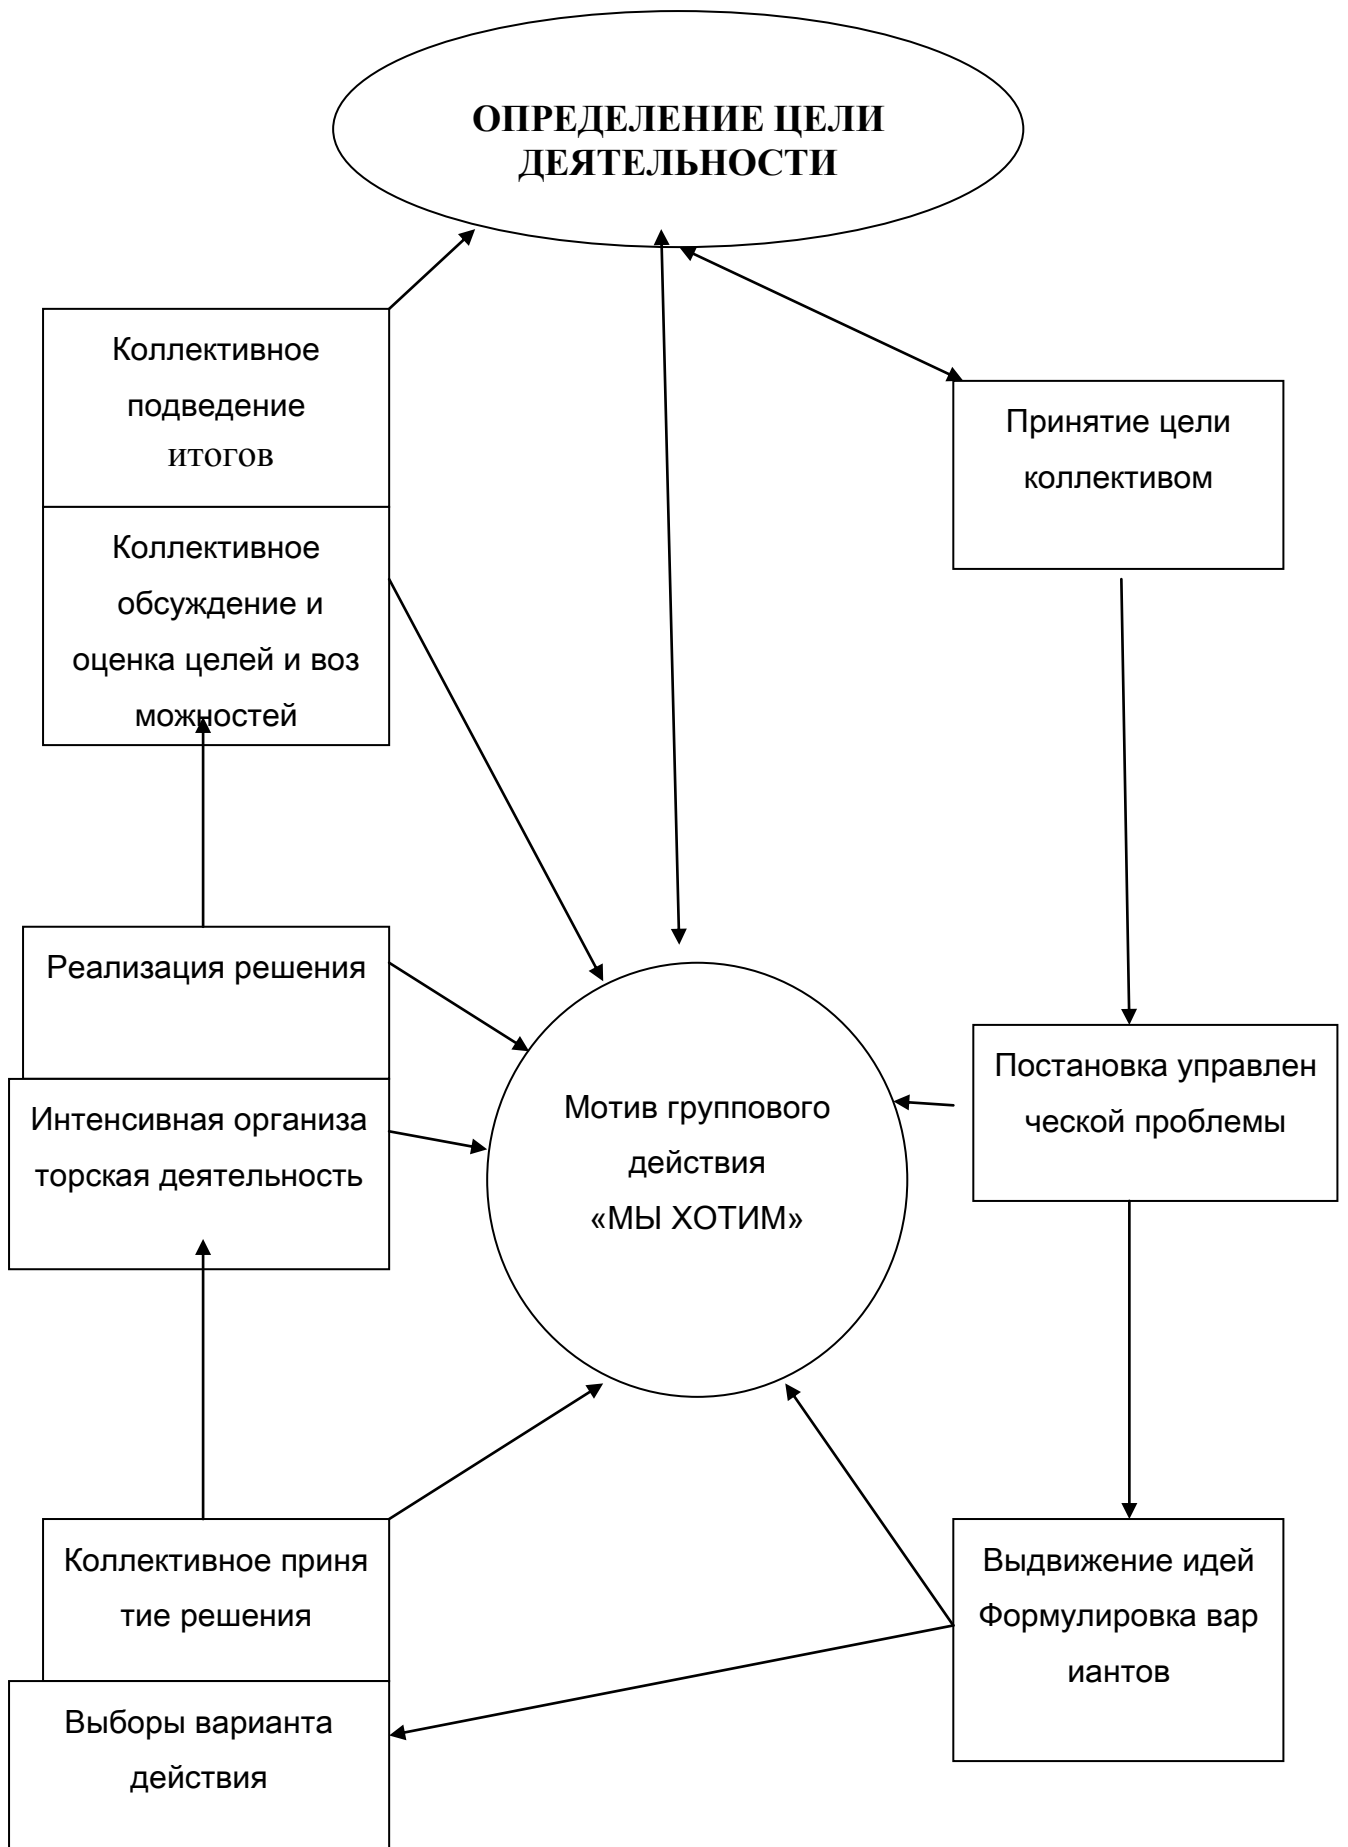 ОПРЕДЕЛЕНИЕ ЦЕЛИ
ДЕЯТЕЛЬНОСТИ
Коллективное
подведение
итогов
Принятие цели
коллективом
Коллективное
обсуждение и
оценка целей и воз
можностей
Реализация решения
Интенсивная организа
торская деятельность
Мотив группового
действия
«МЫ ХОТИМ»
Постановка управлен
ческой проблемы
Коллективное приня
тие решения
Выборы варианта
действия
Выдвижение идей
Формулировка вар
иантов